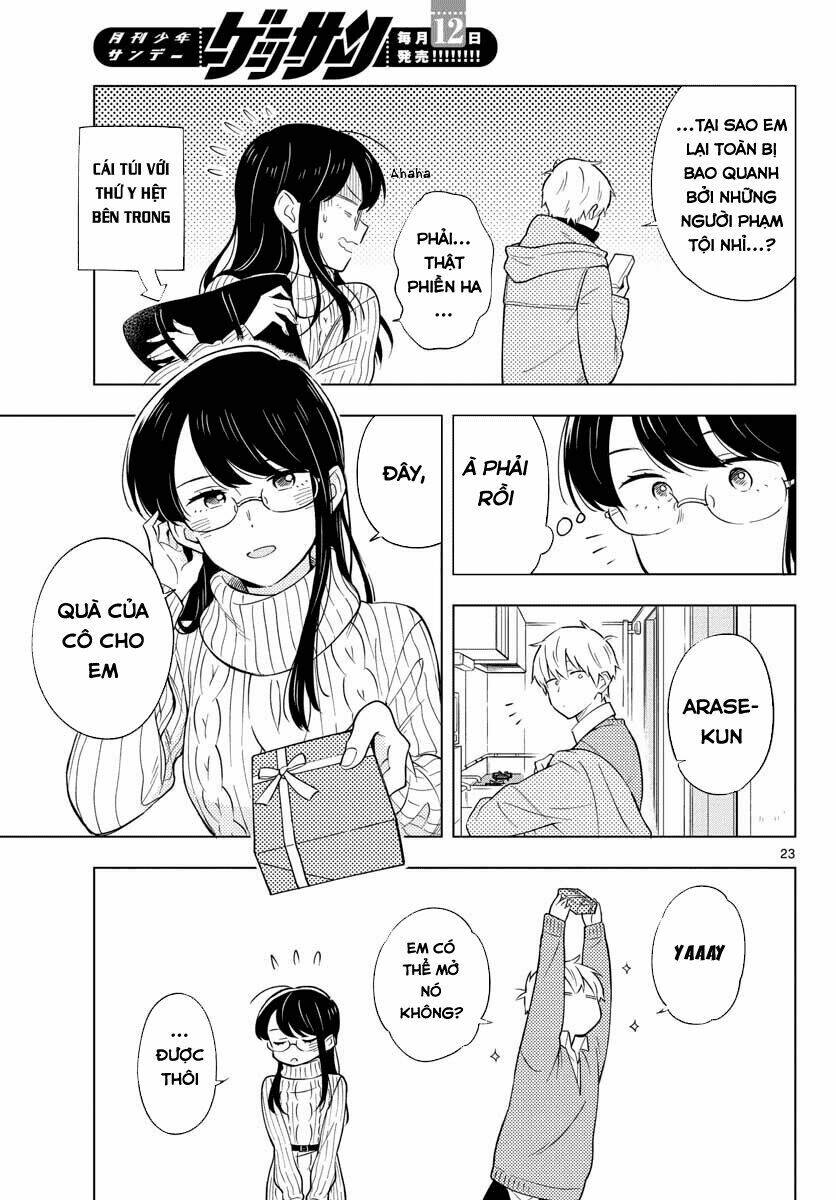 月刊少年
サンデー
ゲッサン
毎月12日
発売!!!!!!!!!
...TẠI SAO EM
LẠI TOÀN BỊ
BAO QUANH
BỞI NHỮNG
NGƯỜI PHẠM
TỘI NHỈ...?
Ahaha
PHẢI...
THẬT
PHIỀN HA
...
CÁI TÚI VỚI
THỨ Y HỆT
BÊN TRONG
À PHẢI
RỒI
ARASE-
KUN
ĐÂY,
QUÀ CỦA
CÔ CHO
EM
23
YAAAY
EM CÓ
THỂ MỞ
NÓ
KHÔNG?
...
ĐƯỢC
THÔI